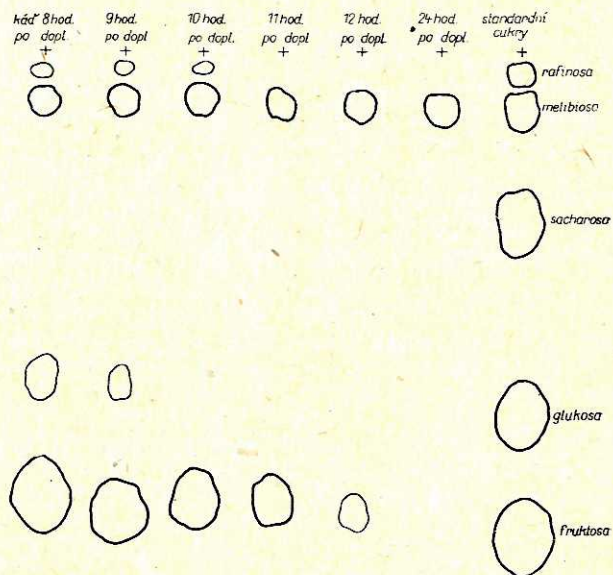 káď 8 hod.
po dopl.
+
9 hod.
po dopl
+
10 hod.
po dopl.
+
11 hod.
po dopl.
+
12 hod.
po dopl.
+
24 hod.
po dopl.
+
standardní
cukry
+
rafinosa
melibiosa
sacharosa
glukosa
fruktosa